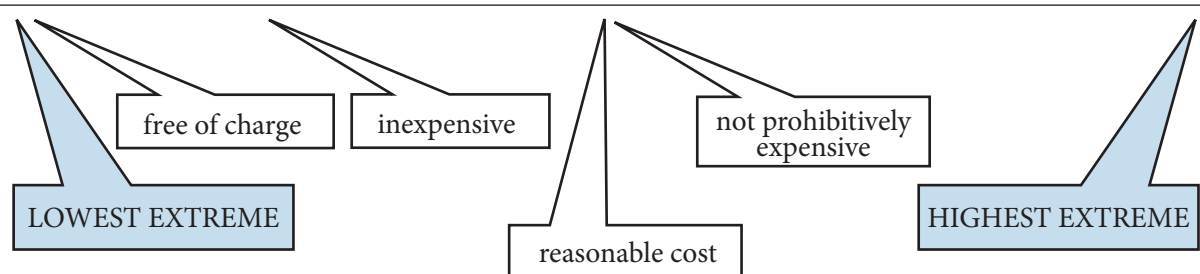 free of charge
inexpensive
not prohibitively
expensive
LOWEST EXTREME
HIGHEST EXTREME
reasonable cost